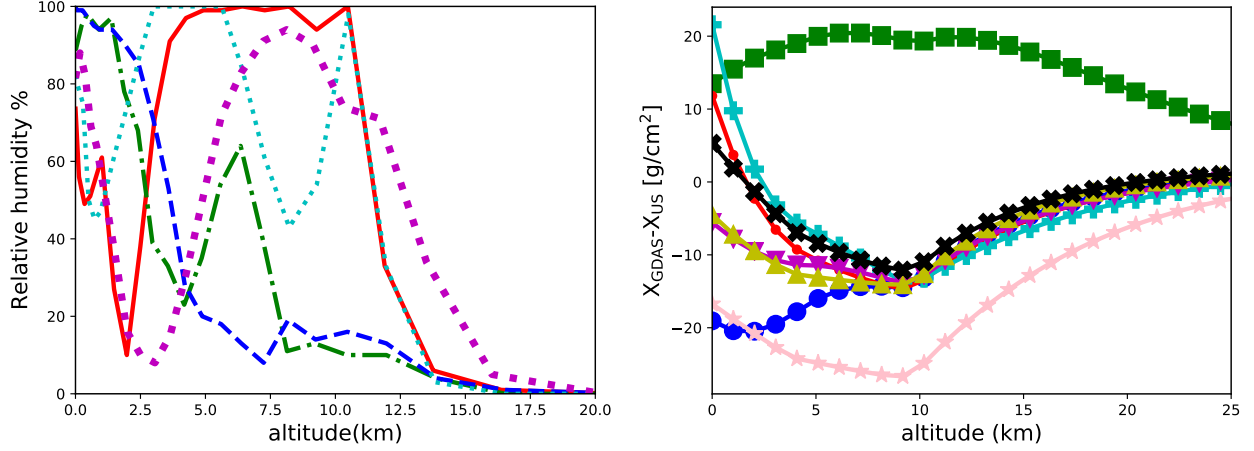 100
80
60
40
20
0
Relative humidity %
0.0 2.5 5.0 7.5 10.0 12.5 15.0 17.5 20.0
altitude(km)
20
10
0
−10
−20
X_GDAS-X_US [g/cm²]
0 5 10 15 20 25
altitude (km)